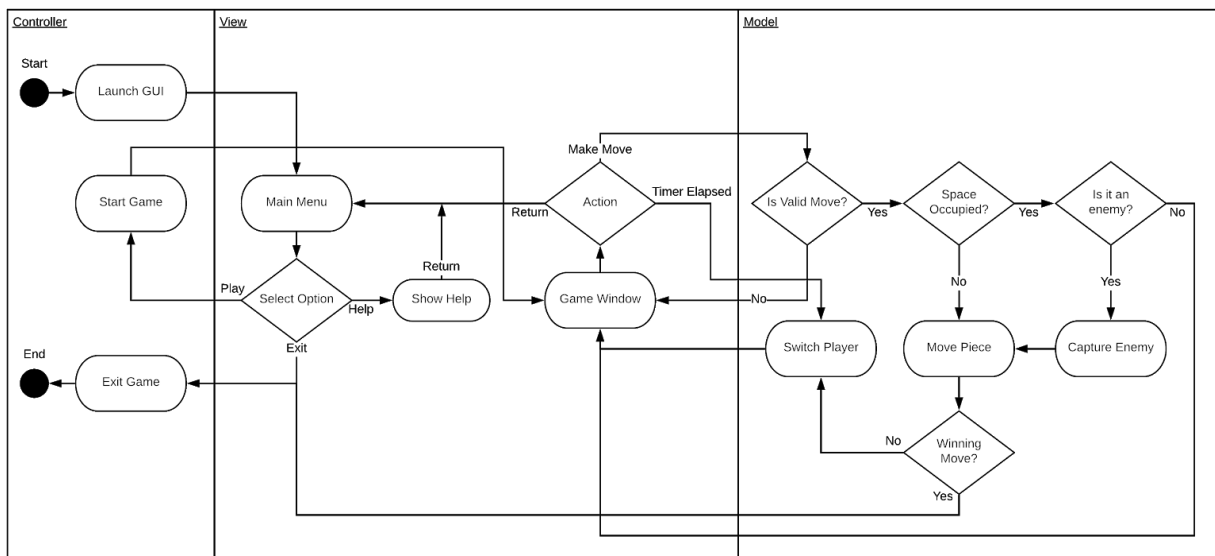 Controller
View
Model
Start
Launch GUI
Make Move
Start Game
Main Menu
Return
Action
Timer Elapsed
Is Valid Move?
Yes
Space
Occupied?
Yes
Is it an
enemy?
No
Play
Select Option
Help
Return
Show Help
Game Window
No
No
Yes
Exit
Switch Player
Move Piece
Capture Enemy
End
Exit Game
No
Winning
Move?
Yes